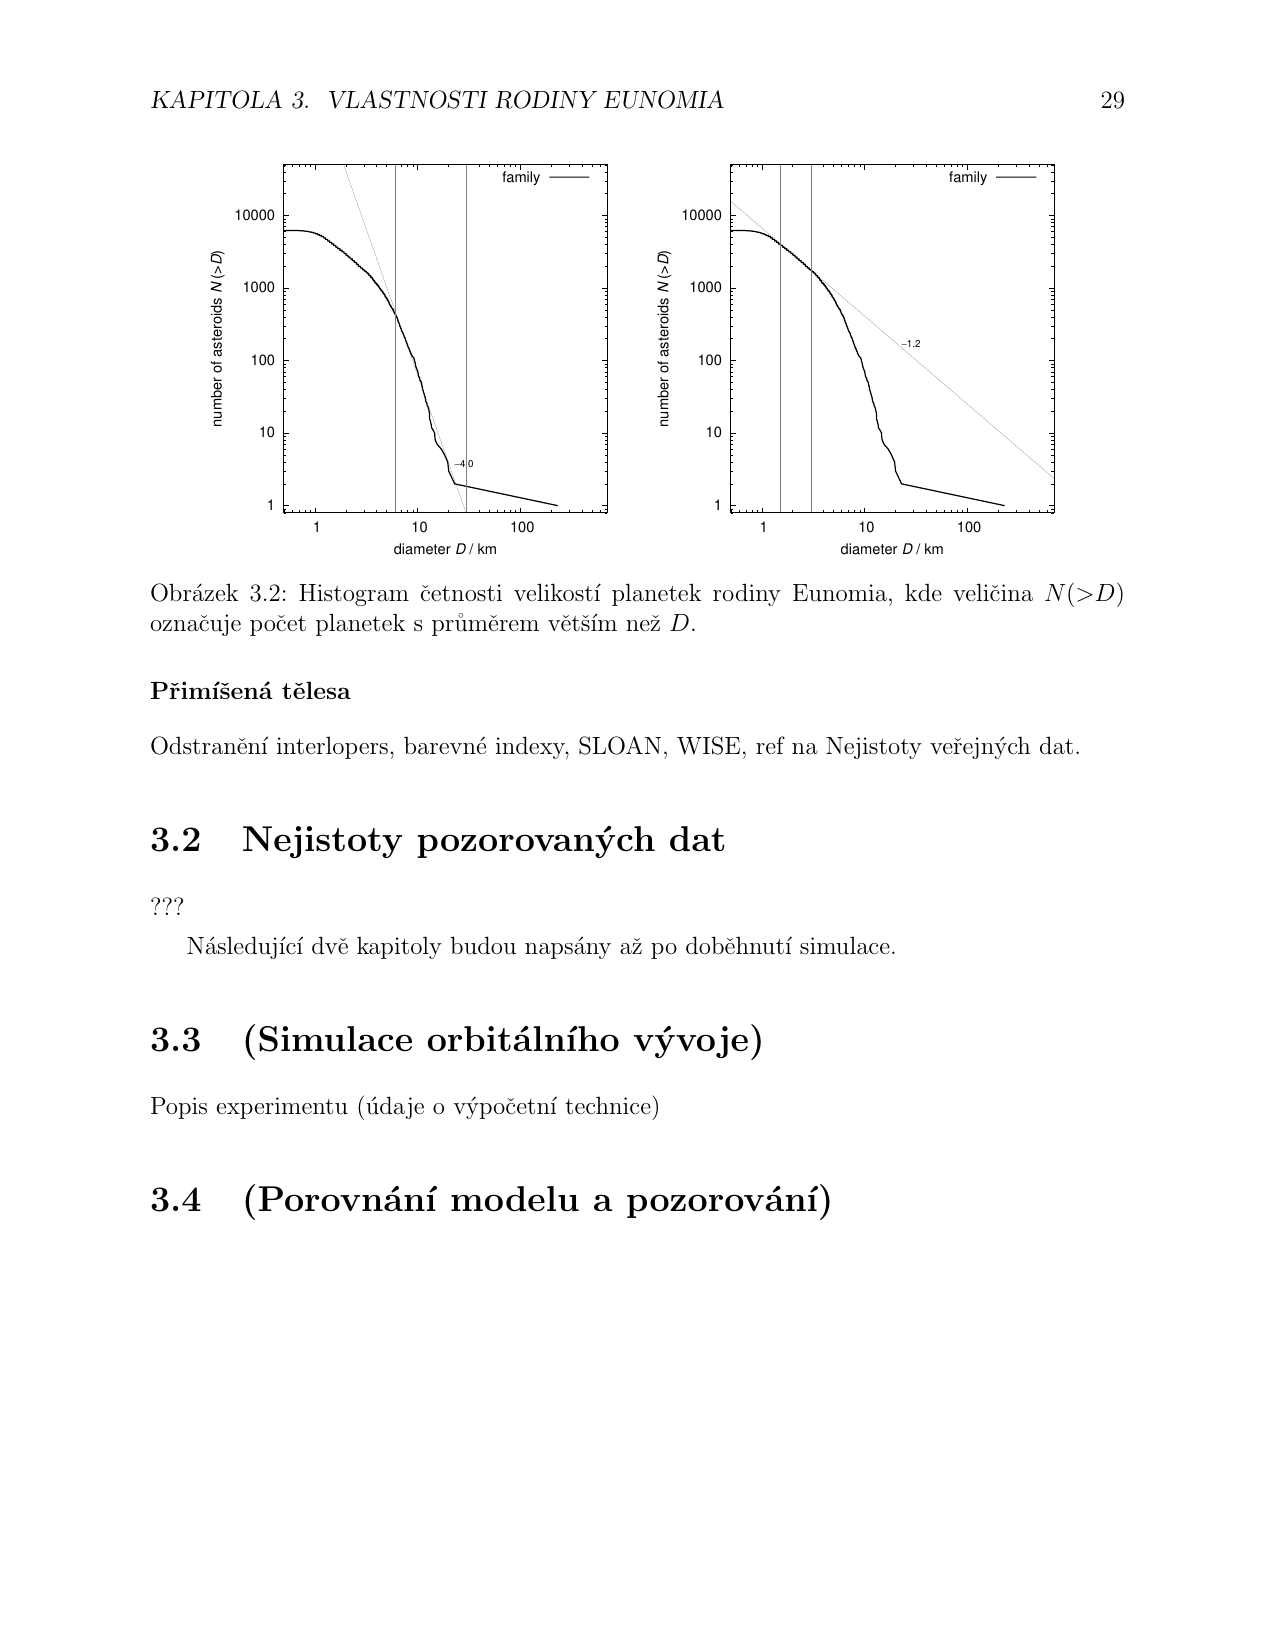 KAPITOLA 3. VLASTNOSTI RODINY EUNOMIA 29
family
10000
1000
100
10
1
number of asteroids N (>D)
−4.0
1 10 100
diameter D / km
family
10000
1000
100
10
1
number of asteroids N (>D)
−1.2
1 10 100
diameter D / km
Obrázek 3.2: Histogram četnosti velikostí planetek rodiny Eunomia, kde veličina N(>D)
označuje počet planetek s průměrem větším než D.
Přimíšená tělesa
Odstranění interlopers, barevné indexy, SLOAN, WISE, ref na Nejistoty veřejných dat.
3.2 Nejistoty pozorovaných dat
???
Následující dvě kapitoly budou napsány až po doběhnutí simulace.
3.3 (Simulace orbitálního vývoje)
Popis experimentu (údaje o výpočetní technice)
3.4 (Porovnání modelu a pozorování)